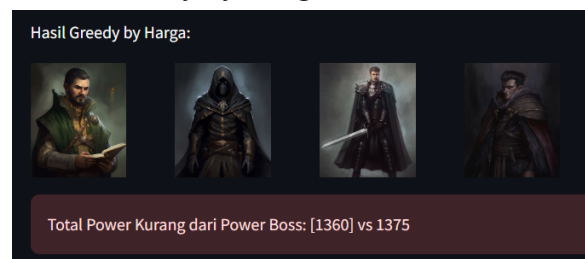 Hasil Greedy by Harga:
Total Power Kurang dari Power Boss: [1360] vs 1375